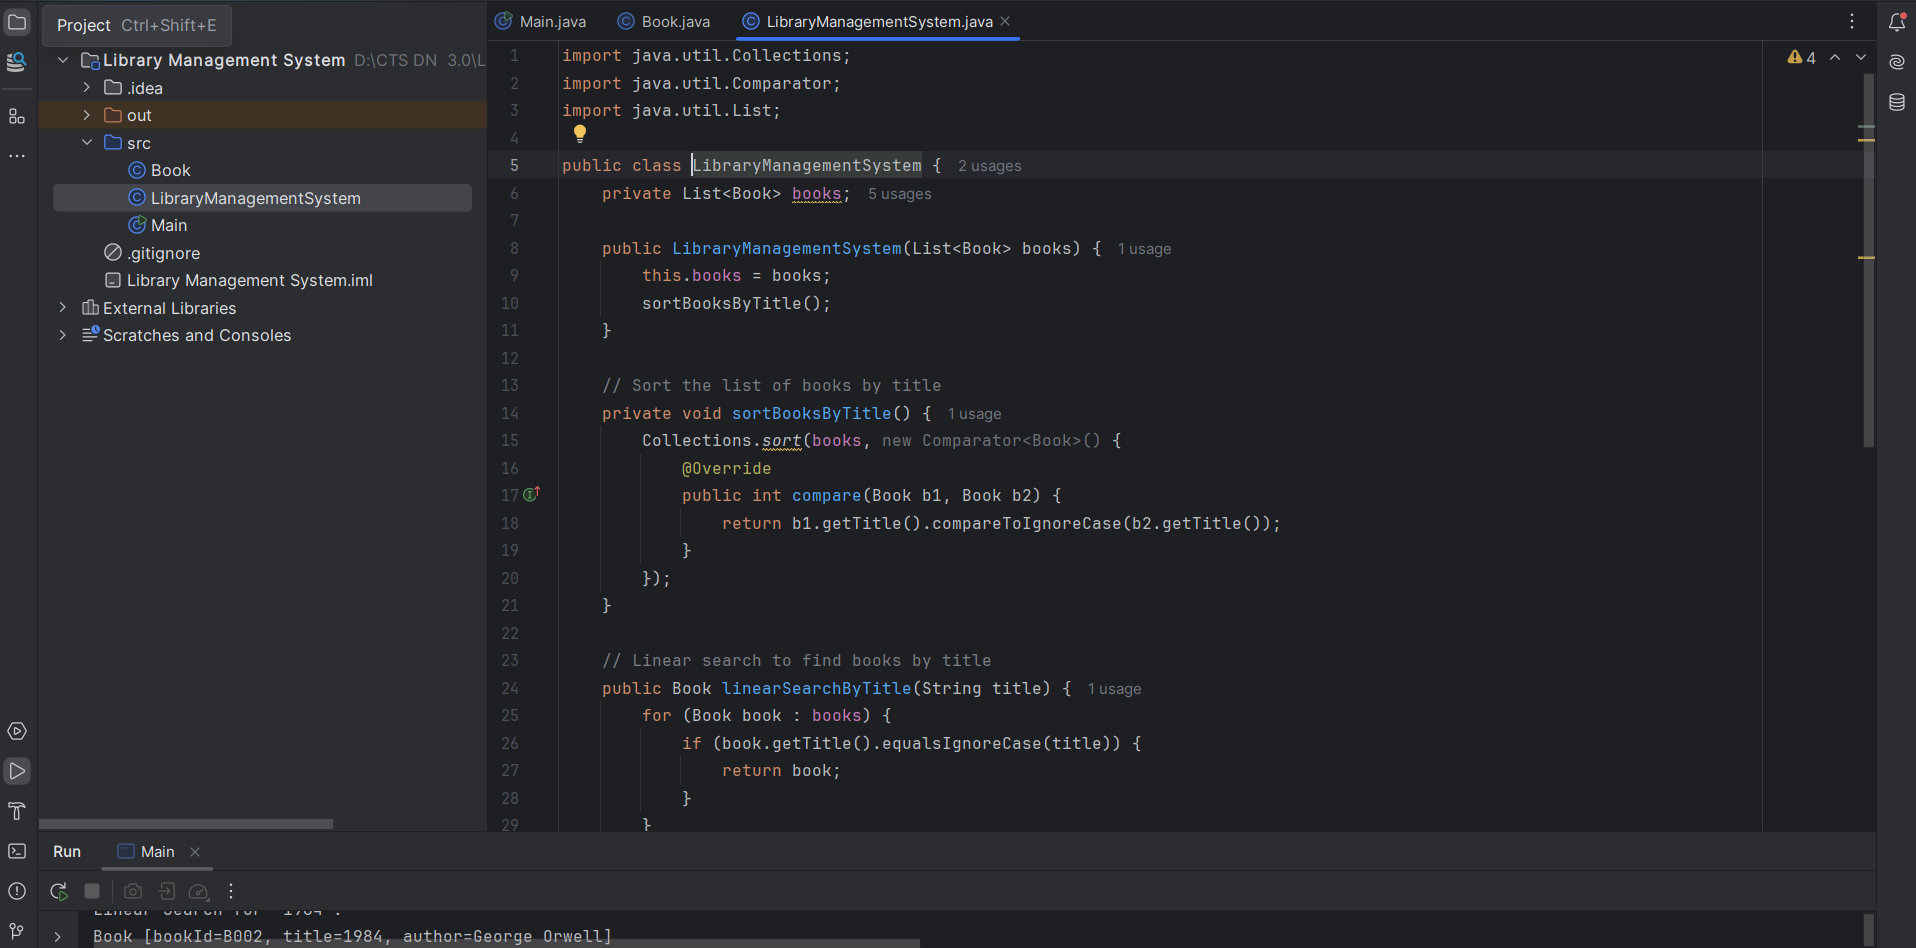 Project Ctrl+Shift+E
Library Management System D:\CTS DN 3.0\L
.idea
out
src
Book
LibraryManagementSystem
Main
.gitignore
Library Management System.iml
External Libraries
Scratches and Consoles
Main.java Book.java LibraryManagementSystem.java
4
1 import java.util.Collections;
2 import java.util.Comparator;
3 import java.util.List;
4
5 public class LibraryManagementSystem { 2 usages
6 private List<Book> books; 5 usages
7
8 public LibraryManagementSystem(List<Book> books) { 1 usage
9 this.books = books;
10 sortBooksByTitle();
11 }
12
13 // Sort the list of books by title
14 private void sortBooksByTitle() { 1 usage
15 Collections.sort(books, new Comparator<Book>() {
16 @Override
17 public int compare(Book b1, Book b2) {
18 return b1.getTitle().compareToIgnoreCase(b2.getTitle());
19 }
20 });
21 }
22
23 // Linear search to find books by title
24 public Book linearSearchByTitle(String title) { 1 usage
25 for (Book book : books) {
26 if (book.getTitle().equalsIgnoreCase(title)) {
27 return book;
28 }
29 }
Run Main
Linear Search for '1984':
Book [bookId=B002, title=1984, author=George Orwell]